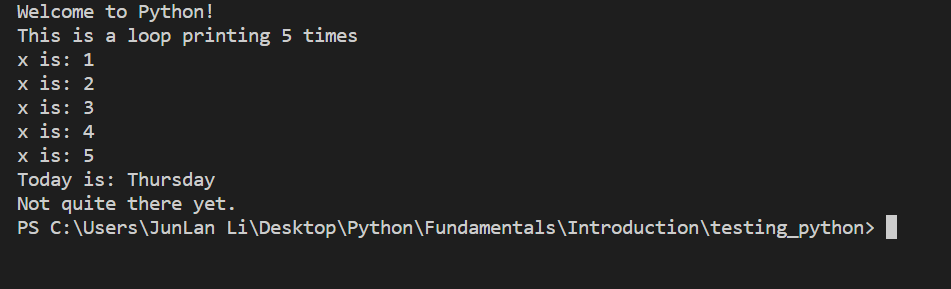 Welcome to Python!
This is a loop printing 5 times
x is: 1
x is: 2
x is: 3
x is: 4
x is: 5
Today is: Thursday
Not quite there yet.
PS C:\Users\JunLan Li\Desktop\Python\Fundamentals\Introduction\testing_python>